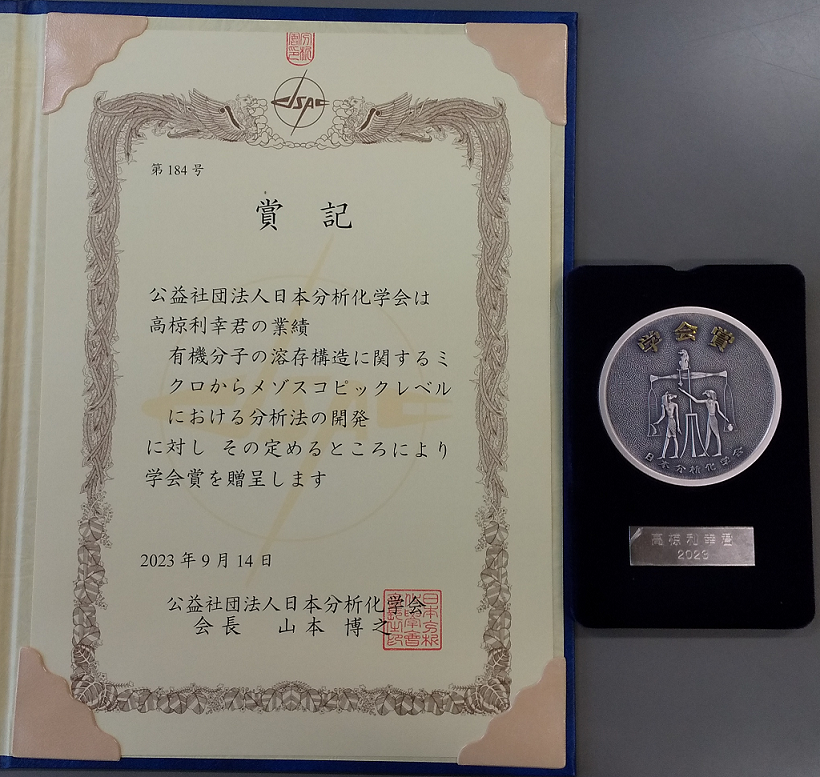 JSAC
第184号
賞 記
公益社団法人日本分析化学会は
高椋利幸君の業績
有機分子の溶存構造に関するミ
クロからメゾスコピックレベル
における分析法の開発
に対し その定めるところにより
学会賞を贈呈します
2023年9月14日
公益社団法人日本分析化学会
会長 山本博之
学会賞
日本分析化学会
高椋利幸君
2023